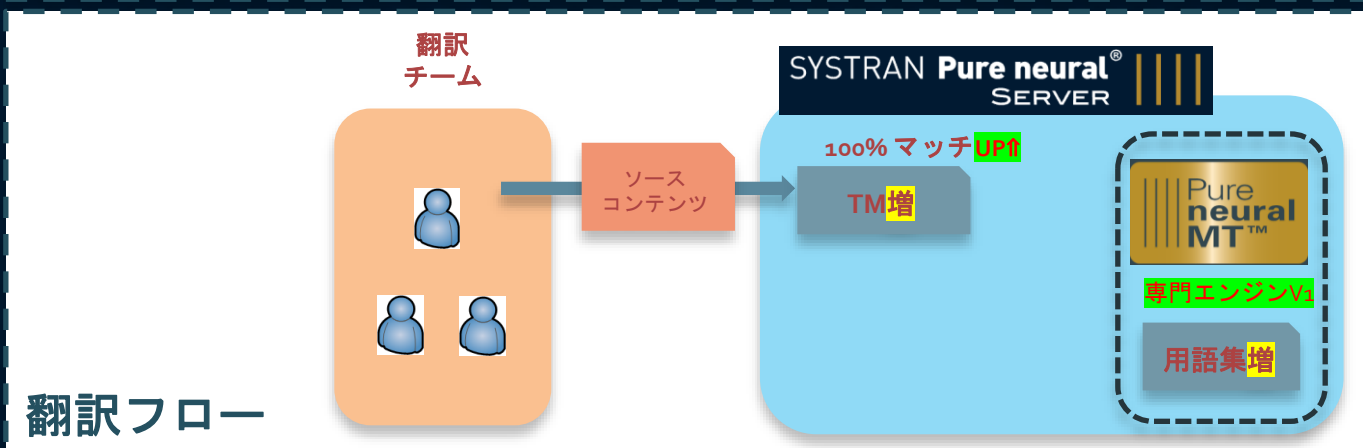 翻訳
チーム
SYSTRAN Pure neural®
SERVER
100% マッチUP⇑
ソース
コンテンツ
TM増
Pure
neural
MT™
専門エンジンV1
用語集増
翻訳フロー